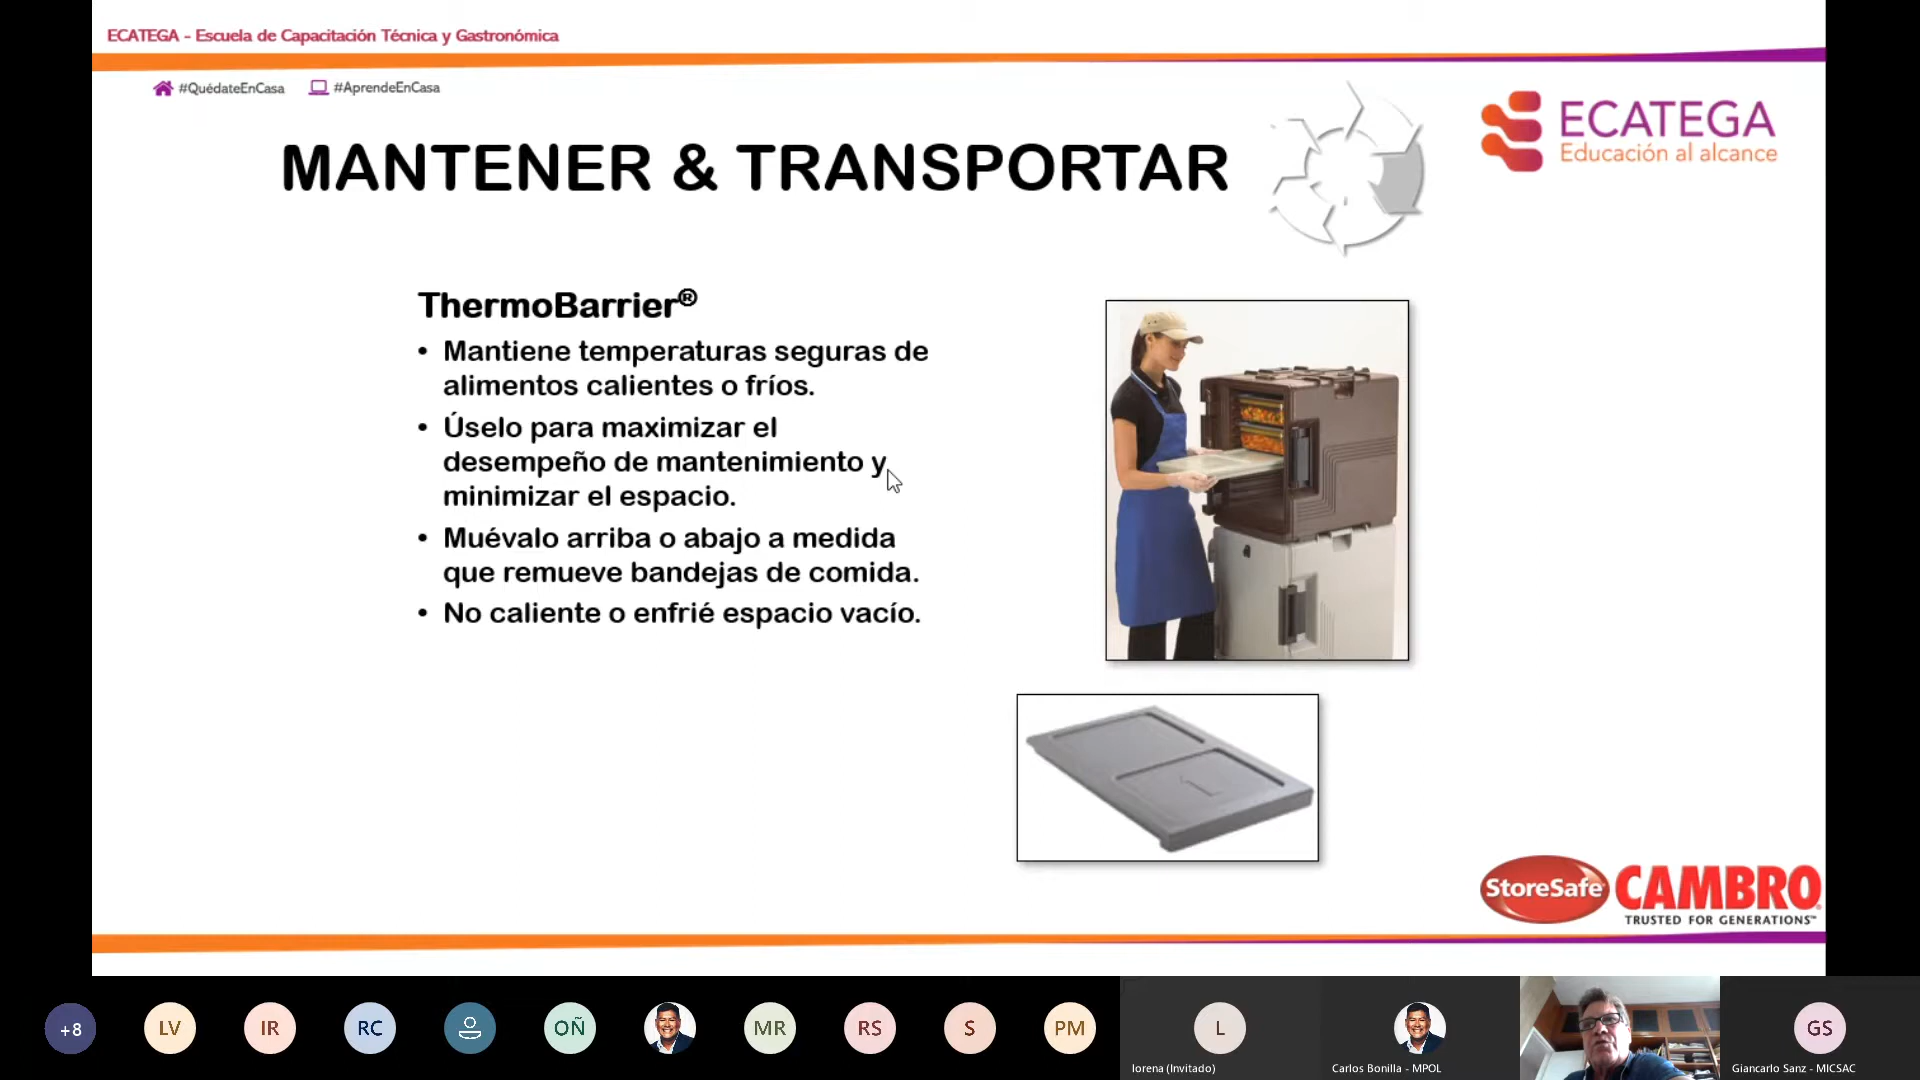 ECATEGA - Escuela de Capacitación Técnica y Gastronómica
#QuédateEnCasa #AprendeEnCasa
ECATEGA
Educación al alcance
MANTENER & TRANSPORTAR
ThermoBarrier®
• Mantiene temperaturas seguras de
alimentos calientes o fríos.
• Úselo para maximizar el
desempeño de mantenimiento y
minimizar el espacio.
• Muévalo arriba o abajo a medida
que remueve bandejas de comida.
• No caliente o enfrié espacio vacío.
StoreSafe CAMBRO®
TRUSTED FOR GENERATIONS™
+8 LV IR RC OÑ MR RS S PM L GS
lorena (Invitado) Carlos Bonilla - MPOL Giancarlo Sanz - MICSAC